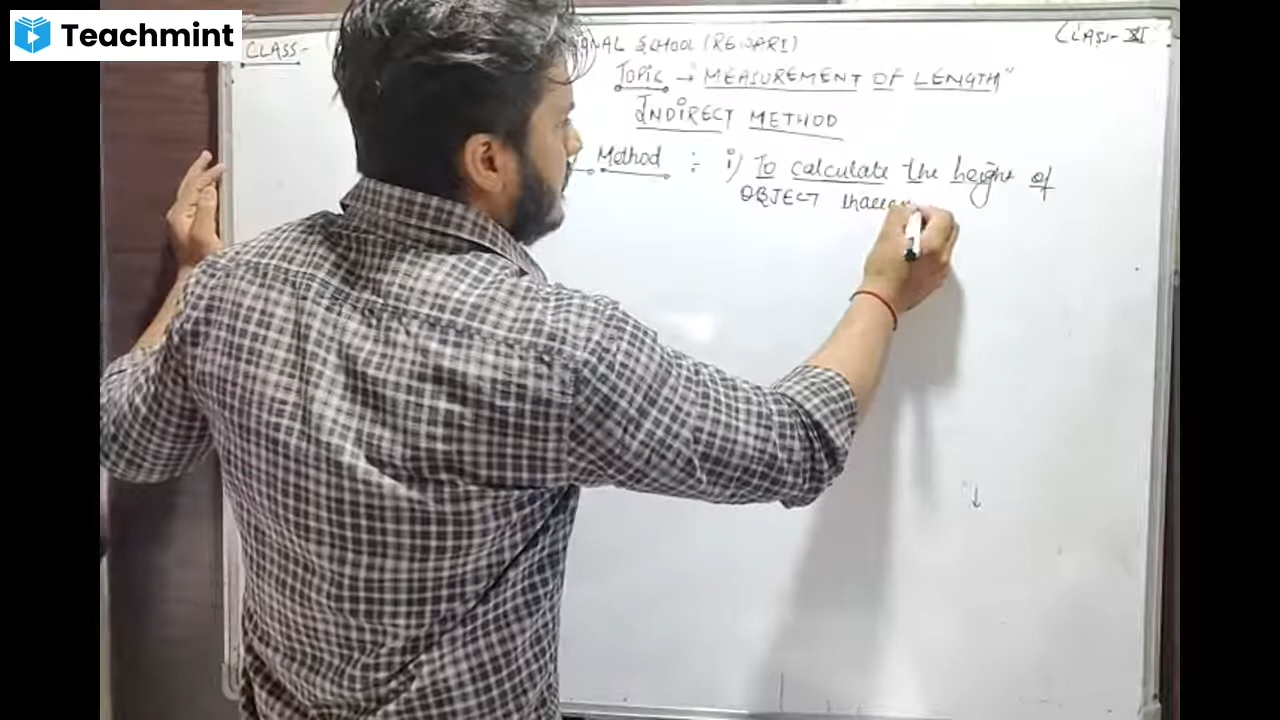 Teachmint
CLASS-
ONAL SCHOOL (REWARI)
CLASS-XI
TOPIC → "MEASUREMENT OF LENGTH"
INDIRECT METHOD
Method : i) To calculate the height of
OBJECT